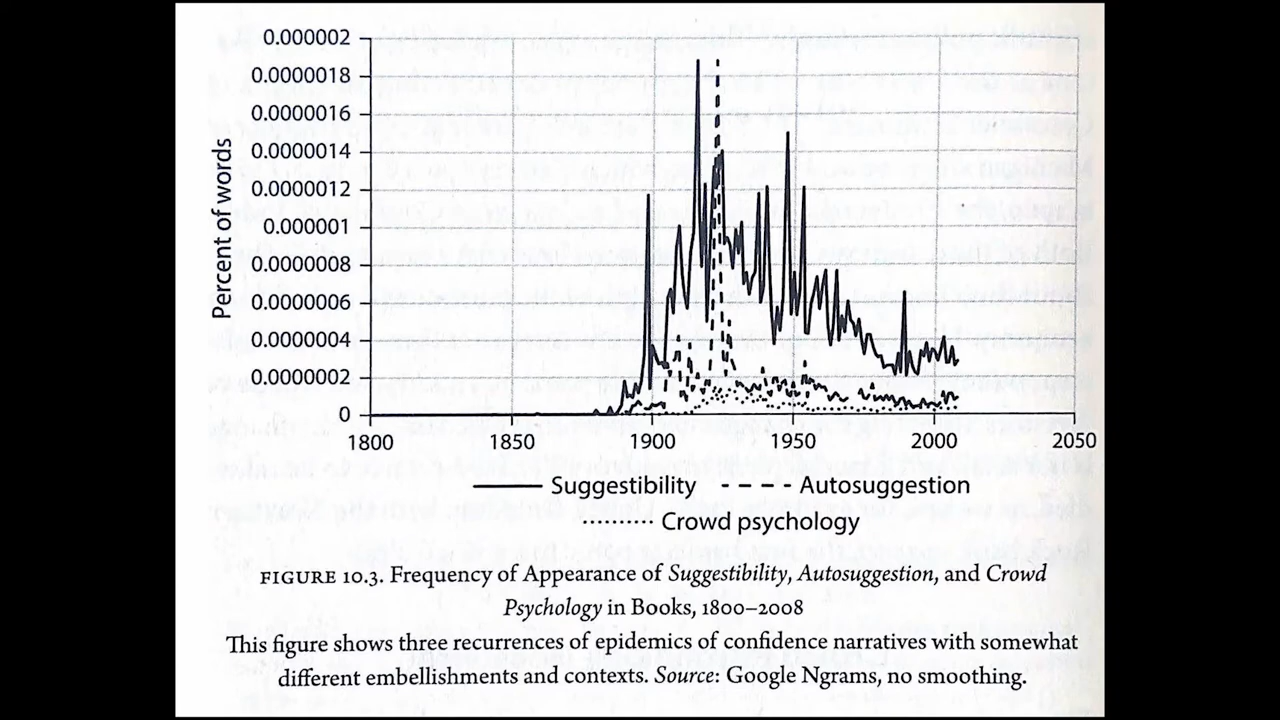 0.000002
0.0000018
0.0000016
0.0000014
0.0000012
0.000001
0.0000008
0.0000006
0.0000004
0.0000002
0
Percent of words
1800 1850 1900 1950 2000 2050
Suggestibility Autosuggestion
Crowd psychology
FIGURE 10.3. Frequency of Appearance of Suggestibility, Autosuggestion, and Crowd
Psychology in Books, 1800–2008
This figure shows three recurrences of epidemics of confidence narratives with somewhat
different embellishments and contexts. Source: Google Ngrams, no smoothing.